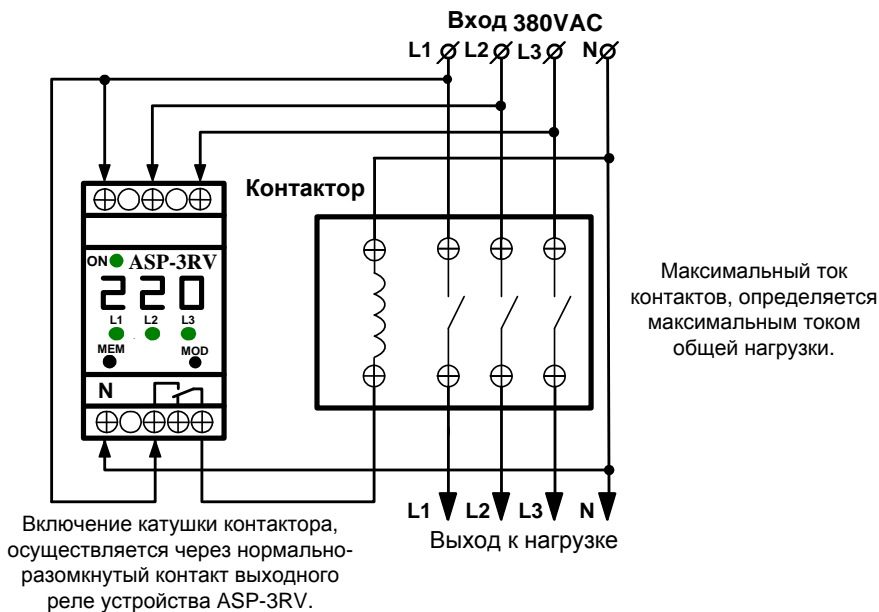 Вход 380VAC
L1 L2 L3 N
Контактор
ON ASP-3RV
220
L1 L2 L3
MEM MOD
N
Максимальный ток
контактов, определяется
максимальным током
общей нагрузки.
L1 L2 L3 N
Выход к нагрузке
Включение катушки контактора,
осуществляется через нормально-
разомкнутый контакт выходного
реле устройства ASP-3RV.